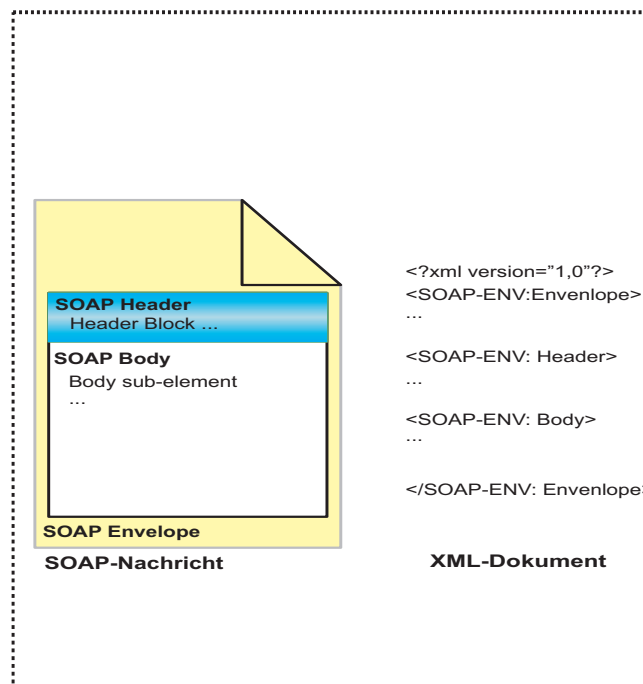 SOAP Header
Header Block ...
SOAP Body
Body sub-element
...
SOAP Envelope
SOAP-Nachricht
<?xml version=”1,0”?>
<SOAP-ENV:Envenlope>
...
<SOAP-ENV: Header>
...
<SOAP-ENV: Body>
...
</SOAP-ENV: Envenlope>
XML-Dokument